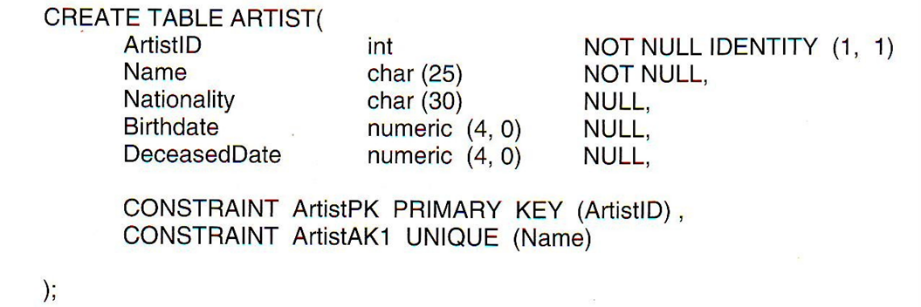 CREATE TABLE ARTIST(
ArtistID int NOT NULL IDENTITY (1, 1)
Name char (25) NOT NULL,
Nationality char (30) NULL,
Birthdate numeric (4, 0) NULL,
DeceasedDate numeric (4, 0) NULL,
CONSTRAINT ArtistPK PRIMARY KEY (ArtistID) ,
CONSTRAINT ArtistAK1 UNIQUE (Name)
);